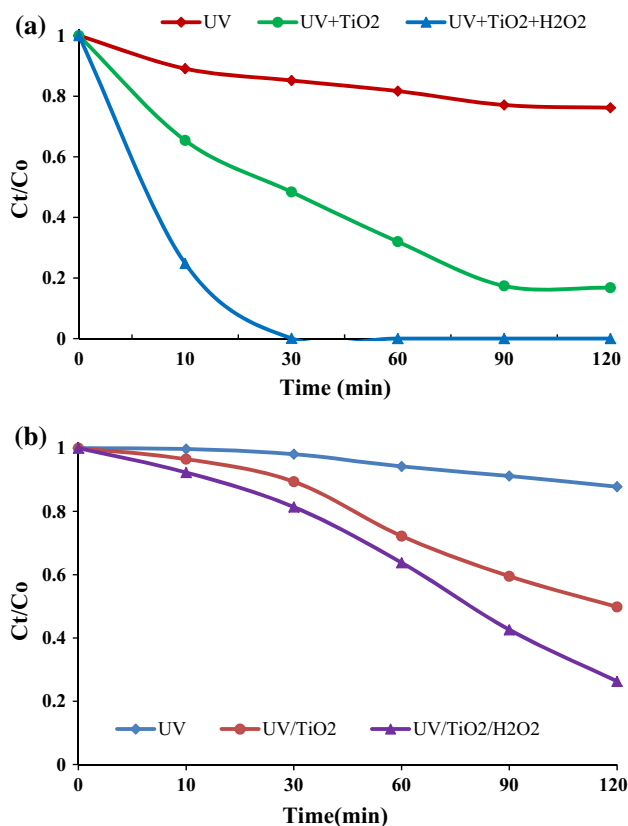 (a)
UV UV+TiO2 UV+TiO2+H2O2
1
0.8
0.6
0.4
0.2
0
Ct/Co
0 10 30 60 90 120
Time (min)
(b)
1
0.8
0.6
0.4
0.2
0
Ct/Co
UV UV/TiO2 UV/TiO2/H2O2
0 10 30 60 90 120
Time(min)